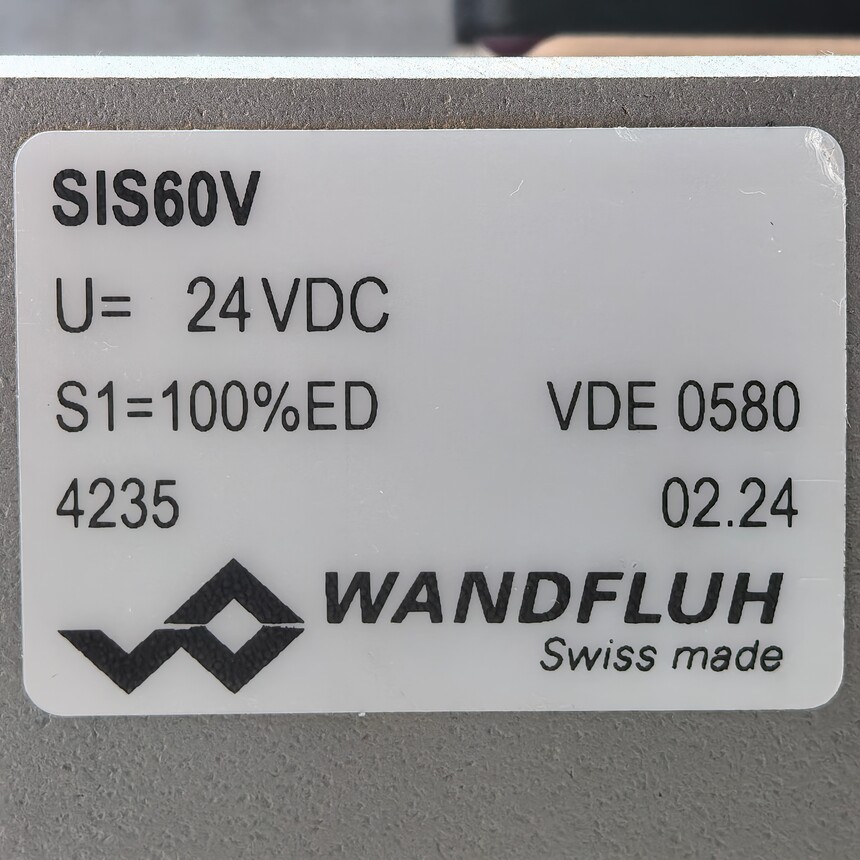 SIS60V
U= 24VDC
S1=100%ED VDE 0580
4235 02.24
WANDFLUH
Swiss made